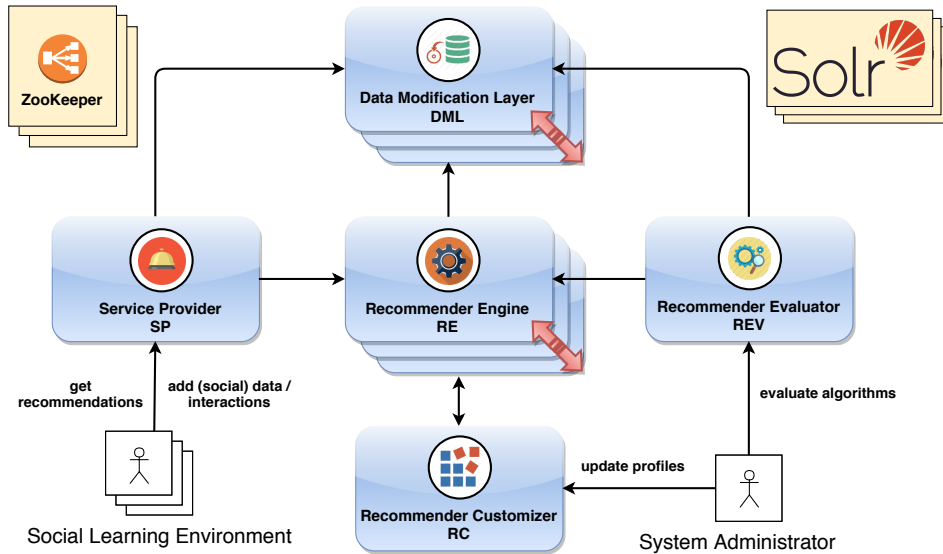 ZooKeeper
Data Modification Layer
DML
Solr
Service Provider
SP
Recommender Engine
RE
Recommender Evaluator
REV
get
recommendations
add (social) data /
interactions
evaluate algorithms
update profiles
Recommender Customizer
RC
Social Learning Environment
System Administrator